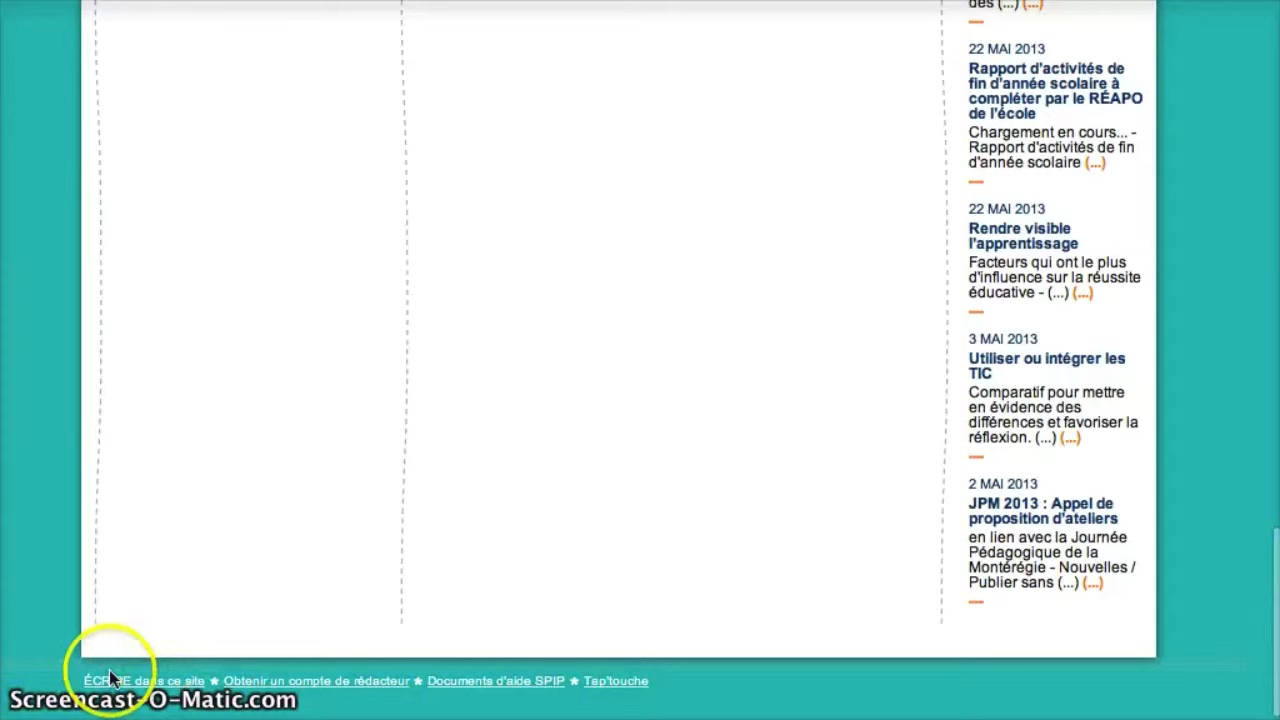 des (...) (...)
22 MAI 2013
Rapport d'activités de
fin d'année scolaire à
compléter par le RÉAPO
de l'école
Chargement en cours... -
Rapport d'activités de fin
d'année scolaire (...)
22 MAI 2013
Rendre visible
l'apprentissage
Facteurs qui ont le plus
d'influence sur la réussite
éducative - (...) (...)
3 MAI 2013
Utiliser ou intégrer les
TIC
Comparatif pour mettre
en évidence des
différences et favoriser la
réflexion. (...) (...)
2 MAI 2013
JPM 2013 : Appel de
proposition d'ateliers
en lien avec la Journée
Pédagogique de la
Montérégie - Nouvelles /
Publier sans (...) (...)
ÉCRIRE dans ce site ★ Obtenir un compte de rédacteur ★ Documents d'aide SPIP ★ Tap'touche
Screencast-O-Matic.com